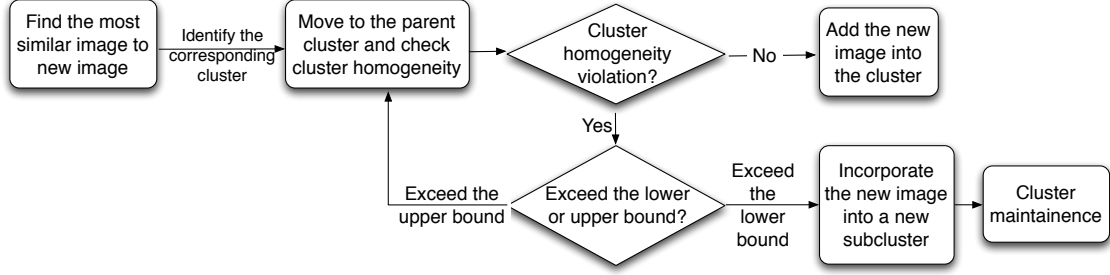 Find the most
similar image to
new image
Identify the
corresponding
cluster
Move to the parent
cluster and check
cluster homogeneity
Cluster
homogeneity
violation?
No
Add the new
image into
the cluster
Yes
Exceed the lower
or upper bound?
Exceed the
upper bound
Exceed
the
lower
bound
Incorporate
the new image
into a new
subcluster
Cluster
maintainence